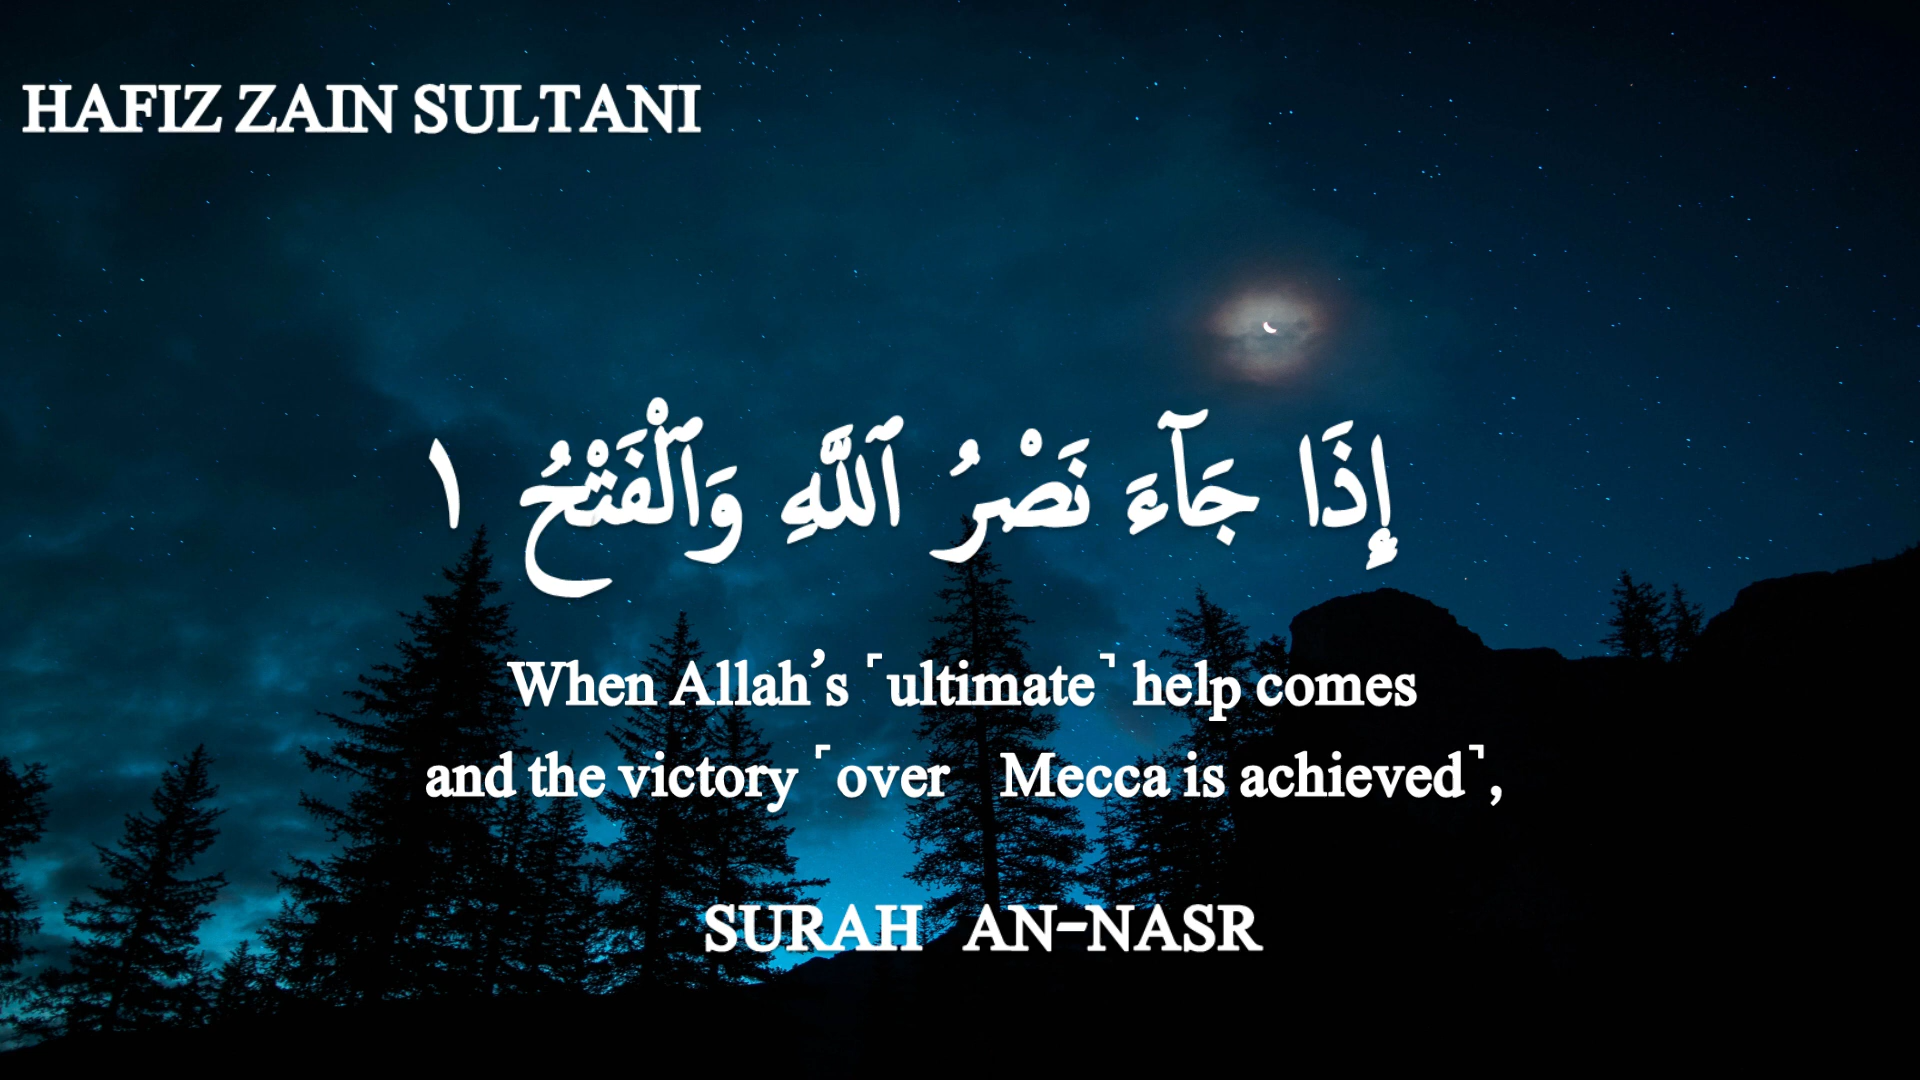 HAFIZ ZAIN SULTANI
إِذَا جَآءَ نَصْرُ ٱللَّهِ وَٱلْفَتْحُ ١
When Allah’s ˹ultimate˺ help comes
and the victory ˹over Mecca is achieved˺,
SURAH AN-NASR